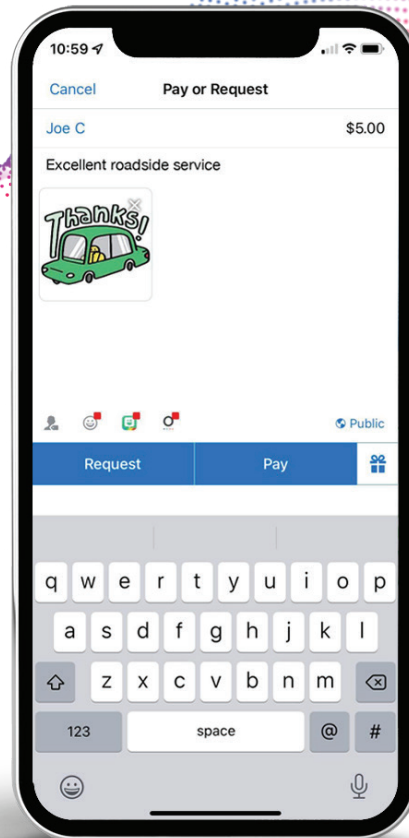 10:59
Cancel Pay or Request
Joe C $5.00
Excellent roadside service
Thanks!
Public
Request Pay
q w e r t y u i o p
a s d f g h j k l
z x c v b n m
123 space @ #